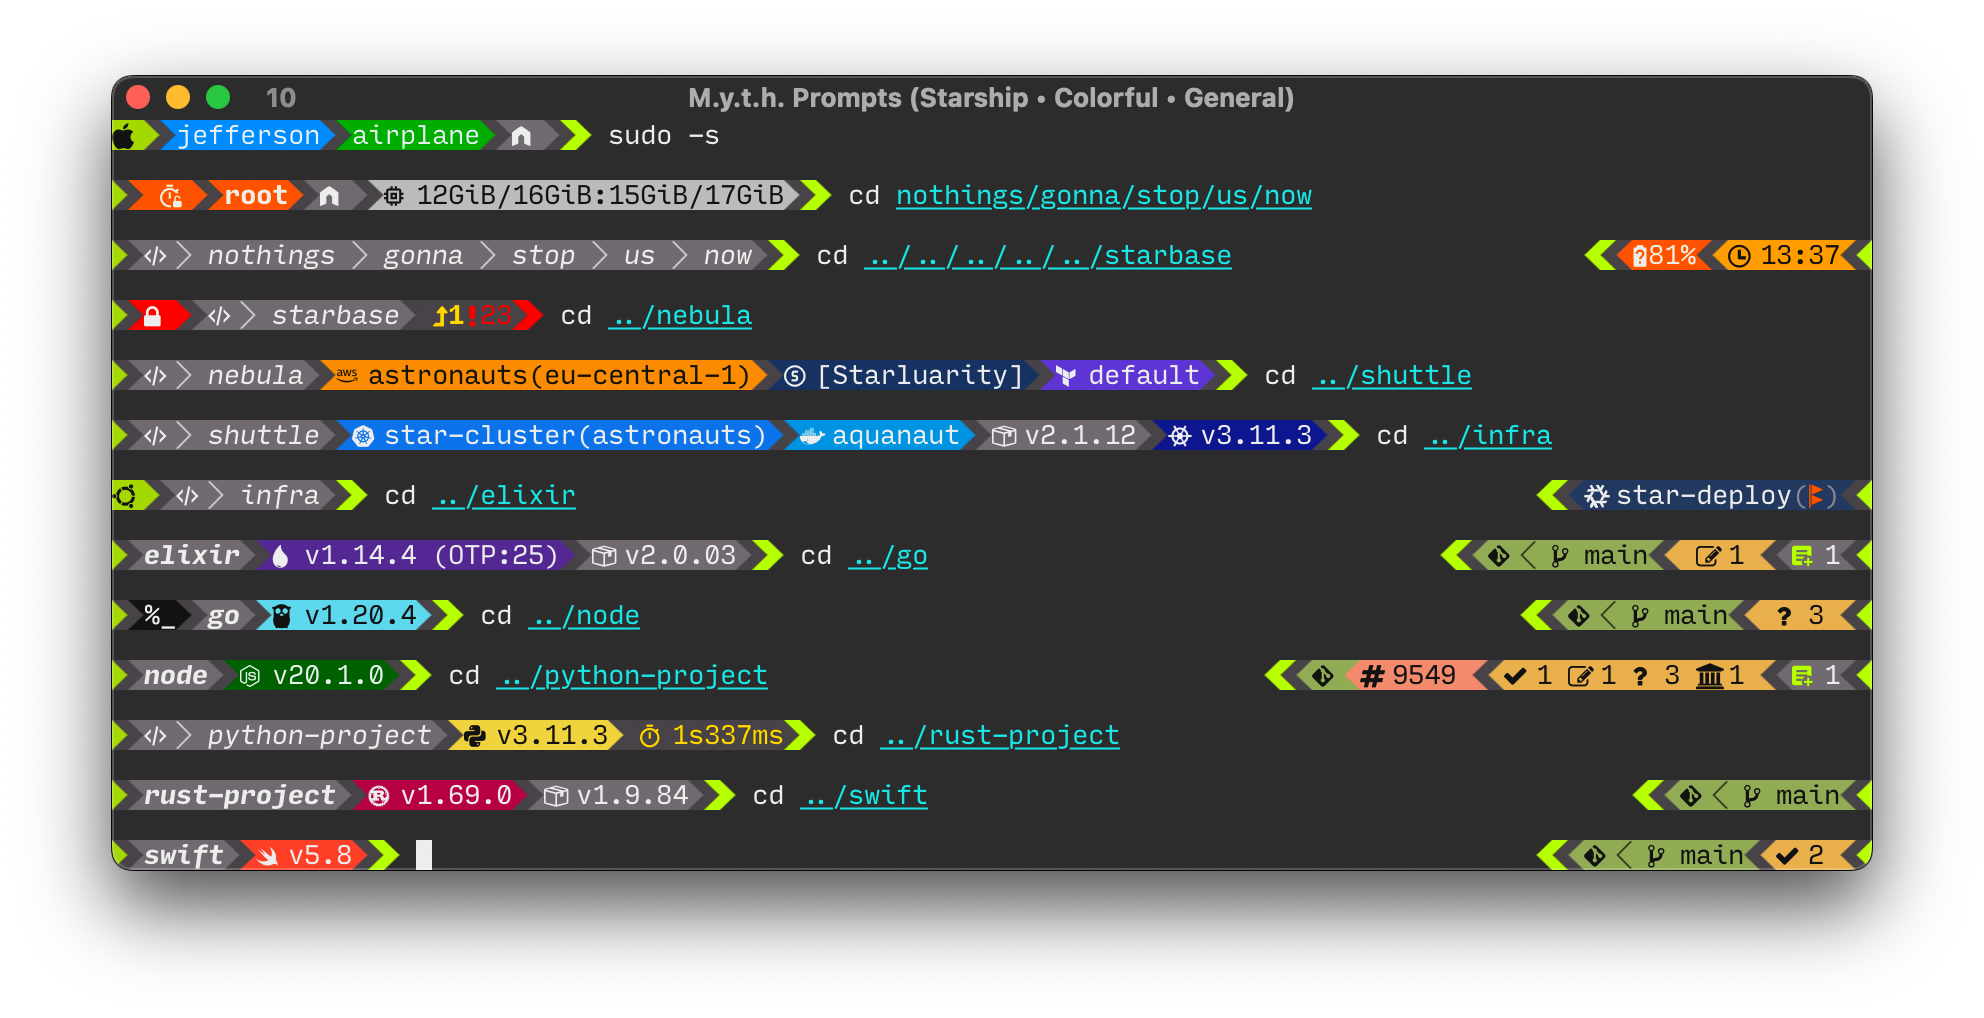 10 M.y.t.h. Prompts (Starship • Colorful • General)
jefferson airplane sudo -s
root 12GiB/16GiB:15GiB/17GiB cd nothings/gonna/stop/us/now
</> nothings gonna stop us now cd ../../../../../starbase 81% 13:37
</> starbase 1!23 cd ../nebula
</> nebula aws astronauts(eu-central-1) S [Starluarity] default cd ../shuttle
</> shuttle star-cluster(astronauts) aquanaut v2.1.12 v3.11.3 cd ../infra
</> infra cd ../elixir star-deploy()
elixir v1.14.4 (OTP:25) v2.0.03 cd ../go main 1 1
%_ go v1.20.4 cd ../node main ? 3
node JS v20.1.0 cd ../python-project # 9549 1 1 ? 3 1 1
</> python-project v3.11.3 1s337ms cd ../rust-project
rust-project R v1.69.0 v1.9.84 cd ../swift main
swift v5.8 main 2